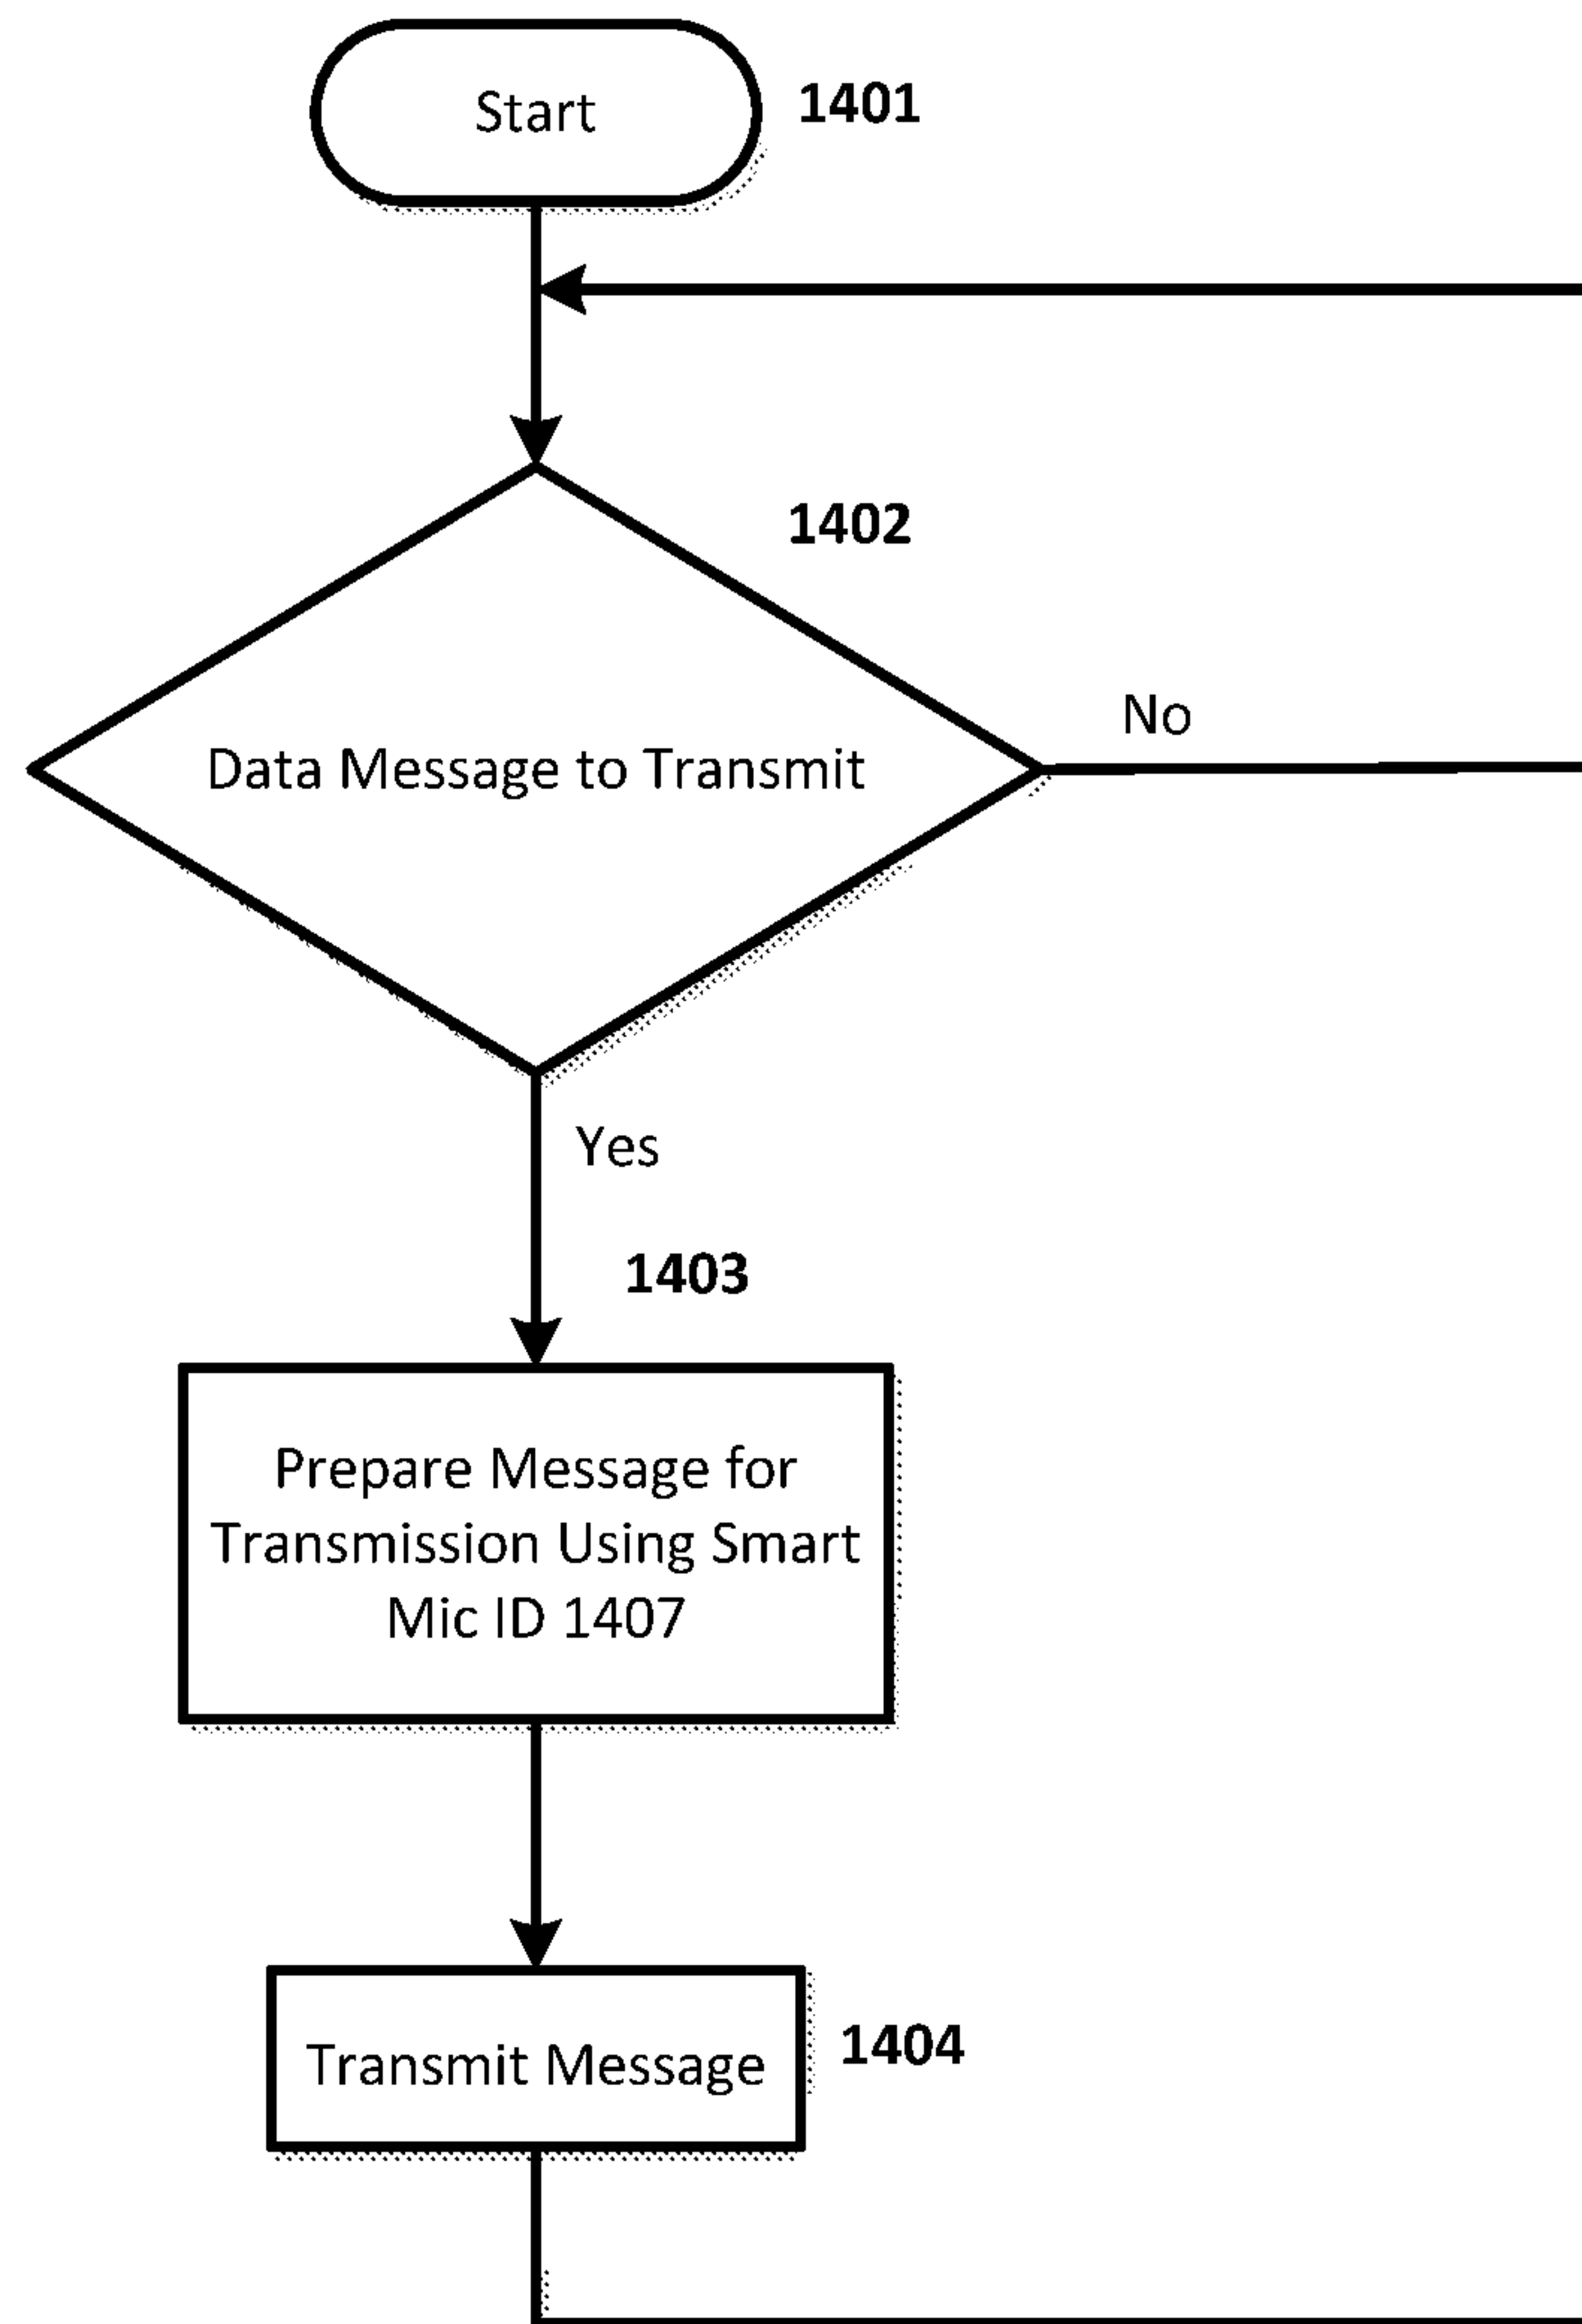 Start
1401
1402
No
Data Message to Transmit
Yes
1403
Prepare Message for
Transmission Using Smart
Mic ID 1407
Transmit Message
1404